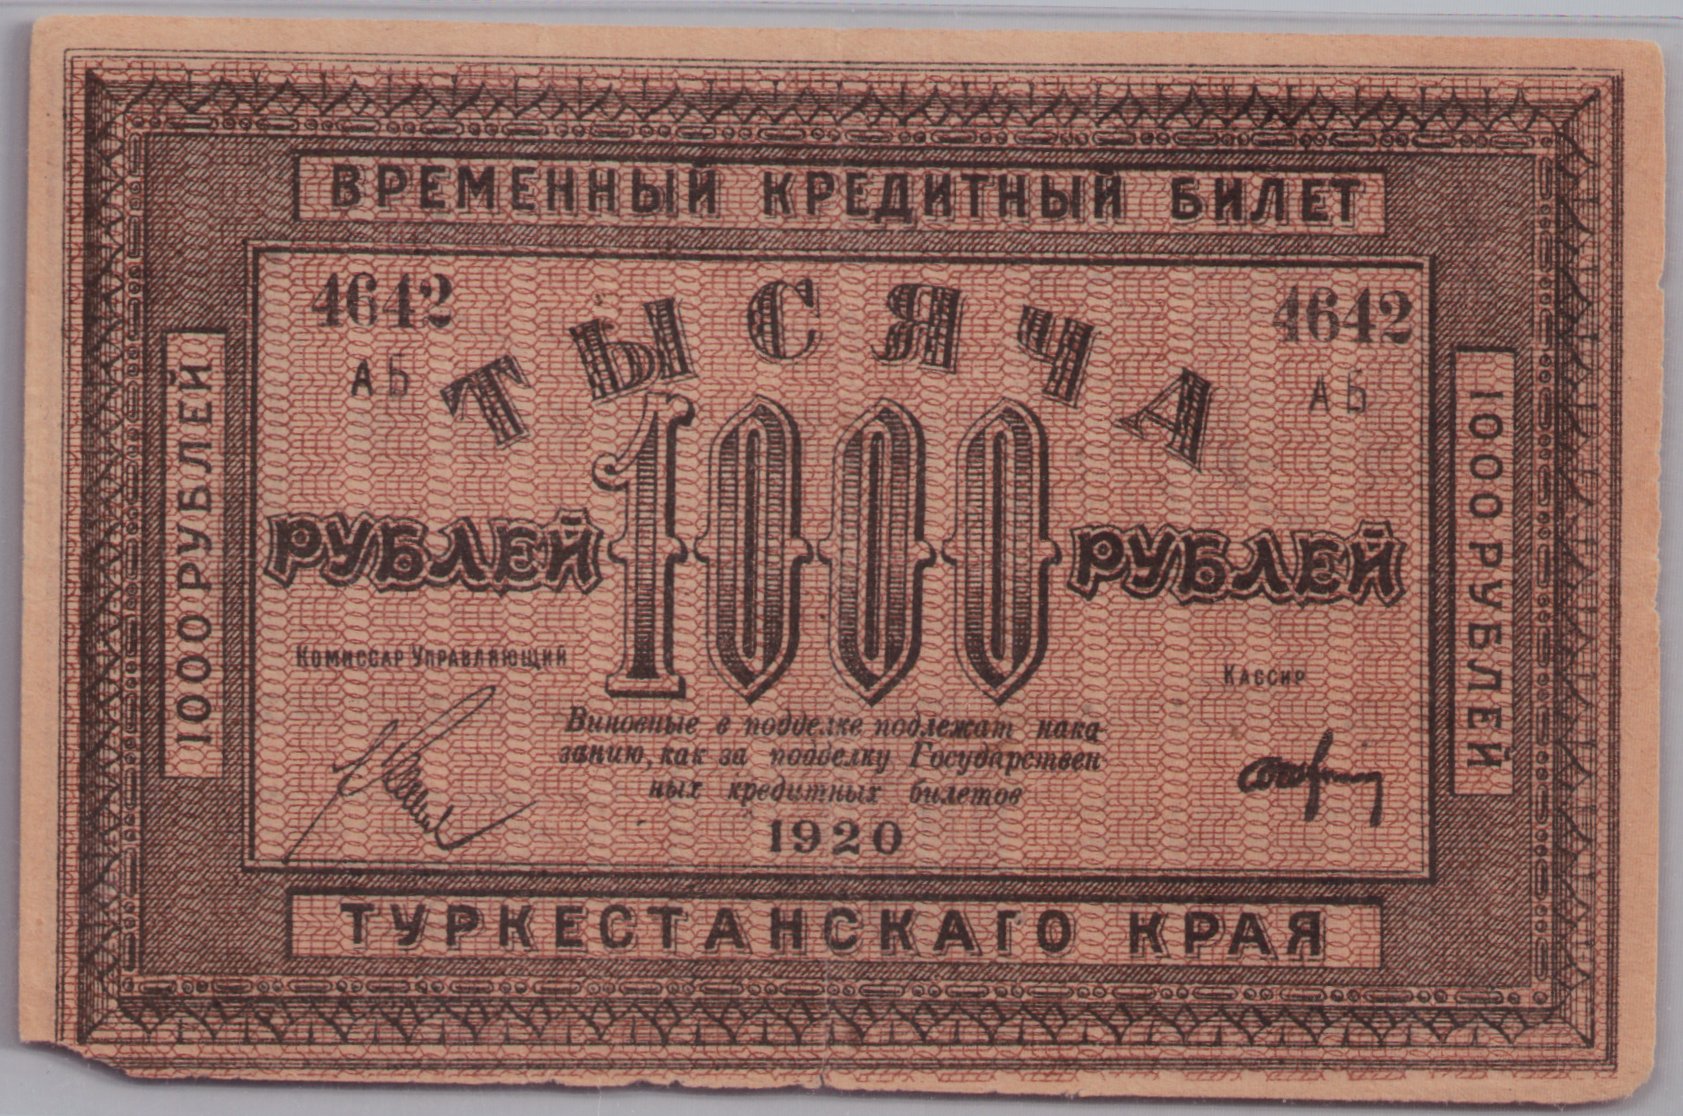 ВРЕМЕННЫЙ КРЕДИТНЫЙ БИЛЕТ
4642 4642
АБ АБ
ТЫСЯЧА
1000 РУБЛЕЙ
РУБЛЕЙ 1000 РУБЛЕЙ
1000 РУБЛЕЙ
Комиссар Управляющий
Кассир
Виновные в подделке подлежат нака-
занию, как за подделку Государствен
ных кредитных билетов
1920
ТУРКЕСТАНСКАГО КРАЯ